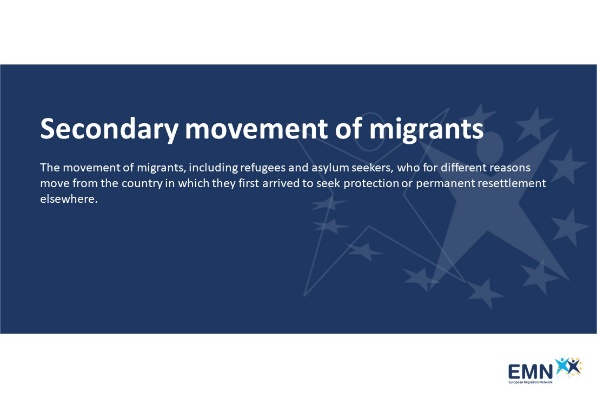 Secondary movement of migrants
The movement of migrants, including refugees and asylum seekers, who for different reasons
move from the country in which they first arrived to seek protection or permanent resettlement
elsewhere.
EMN
European Migration Network